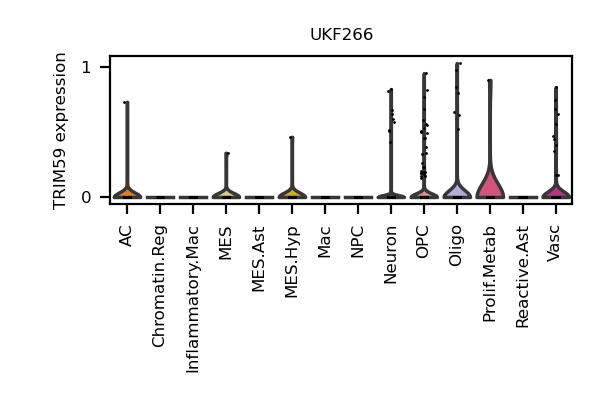 UKF266
TRIM59 expression
1
0
AC
Chromatin.Reg
Inflammatory.Mac
MES
MES.Ast
MES.Hyp
Mac
NPC
Neuron
OPC
Oligo
Prolif.Metab
Reactive.Ast
Vasc